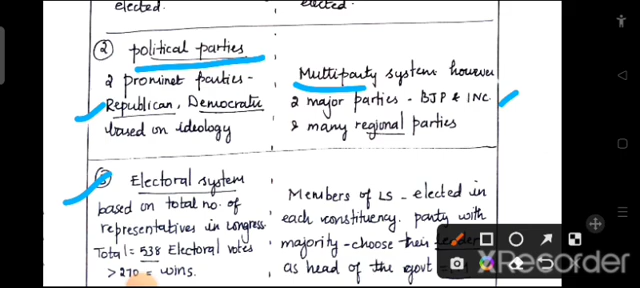 elected.
elected.
② political parties
2 prominet parties -
Republican, Democratic
based on ideology
Multiparty system however
2 major parties - BJP & INC
& many regional parties
③ Electoral system
based on total no. of
representatives in congress
Total = 538 Electoral votes
> 270 = wins.
Members of LS - elected in
each constituency. party with
majority - choose their
as head of the govt -
XRecorder